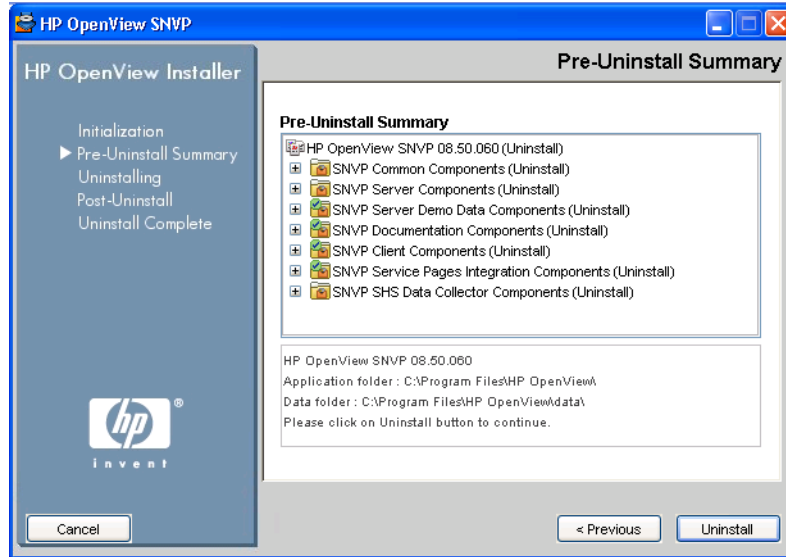 HP OpenView SNVP
HP OpenView Installer
Initialization
Pre-Uninstall Summary
Uninstalling
Post-Uninstall
Uninstall Complete
hp
®
invent
Cancel
Pre-Uninstall Summary
Pre-Uninstall Summary
HP OpenView SNVP 08.50.060 (Uninstall)
SNVP Common Components (Uninstall)
SNVP Server Components (Uninstall)
SNVP Server Demo Data Components (Uninstall)
SNVP Documentation Components (Uninstall)
SNVP Client Components (Uninstall)
SNVP Service Pages Integration Components (Uninstall)
SNVP SHS Data Collector Components (Uninstall)
HP OpenView SNVP 08.50.060
Application folder : C:\Program Files\HP OpenView\
Data folder : C:\Program Files\HP OpenView\data\
Please click on Uninstall button to continue.
< Previous
Uninstall